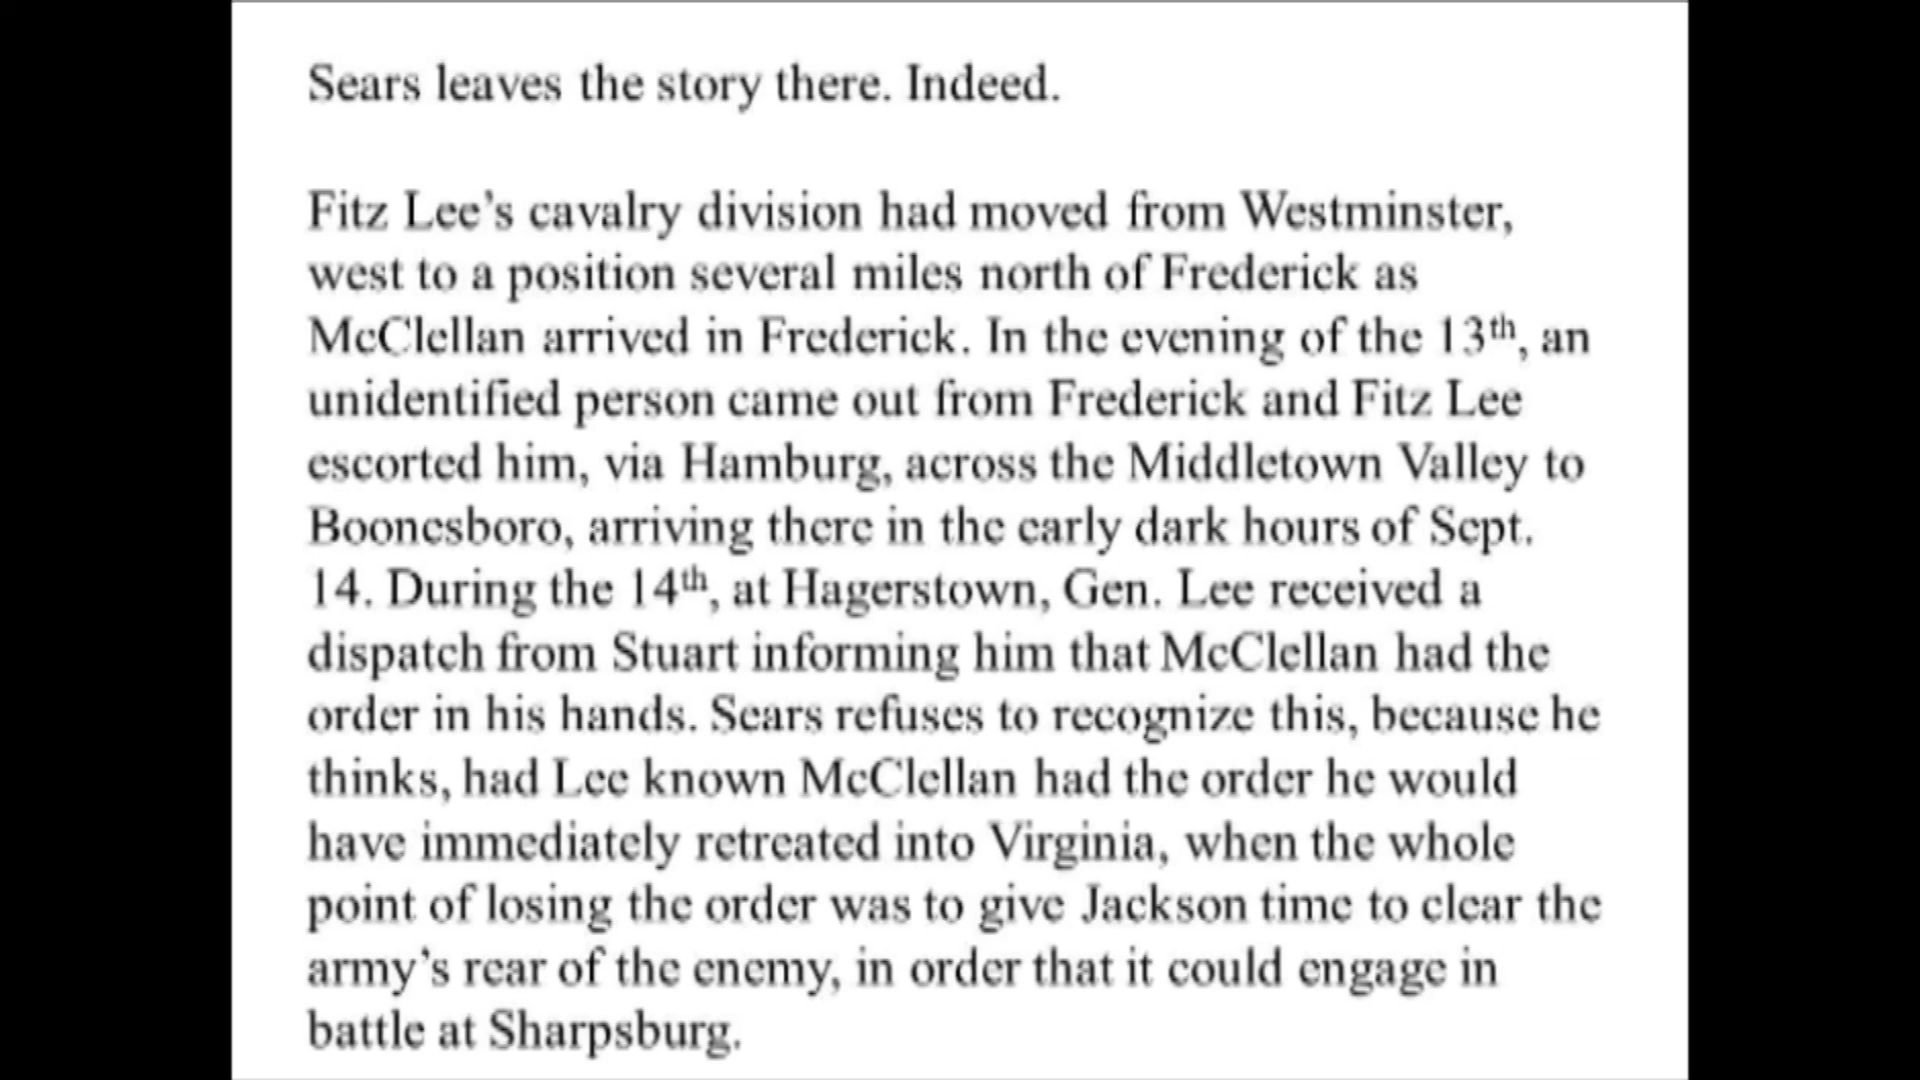 Sears leaves the story there. Indeed.
Fitz Lee’s cavalry division had moved from Westminster,
west to a position several miles north of Frederick as
McClellan arrived in Frederick. In the evening of the 13th, an
unidentified person came out from Frederick and Fitz Lee
escorted him, via Hamburg, across the Middletown Valley to
Boonesboro, arriving there in the early dark hours of Sept.
14. During the 14th, at Hagerstown, Gen. Lee received a
dispatch from Stuart informing him that McClellan had the
order in his hands. Sears refuses to recognize this, because he
thinks, had Lee known McClellan had the order he would
have immediately retreated into Virginia, when the whole
point of losing the order was to give Jackson time to clear the
army’s rear of the enemy, in order that it could engage in
battle at Sharpsburg.